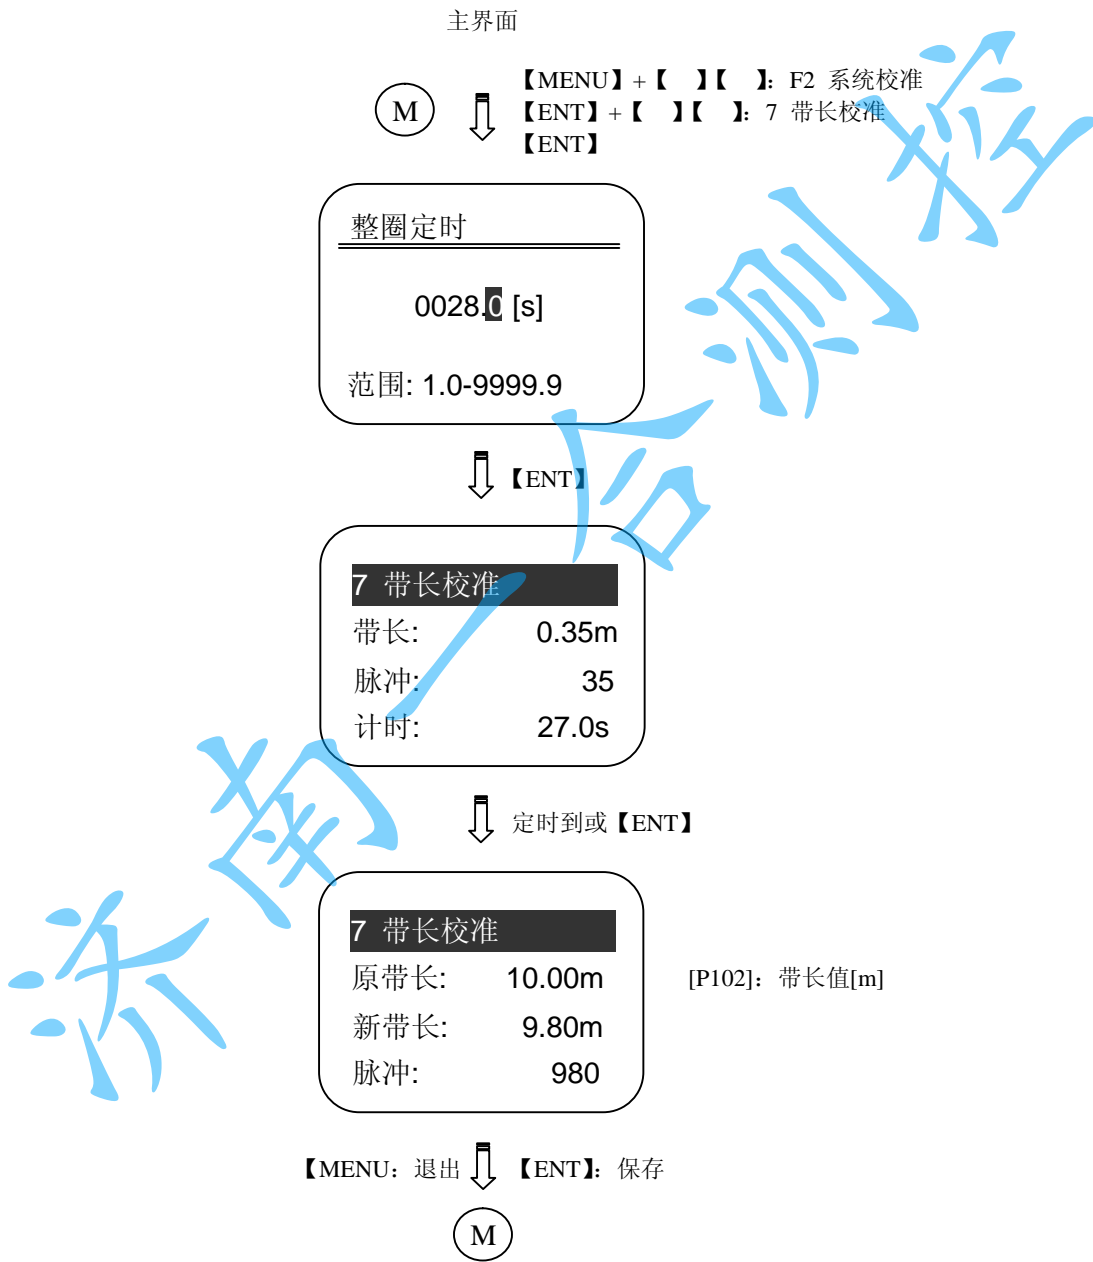 主界面
M
【MENU】+【 】【 】：F2 系统校准
【ENT】+【 】【 】：7 带长校准
【ENT】
整圈定时
0028.0 [s]
范围: 1.0-9999.9
【ENT】
7 带长校准
带长: 0.35m
脉冲: 35
计时: 27.0s
定时到或【ENT】
7 带长校准
原带长: 10.00m
新带长: 9.80m
脉冲: 980
[P102]：带长值[m]
【MENU：退出 【ENT】：保存
M
济南一合测控